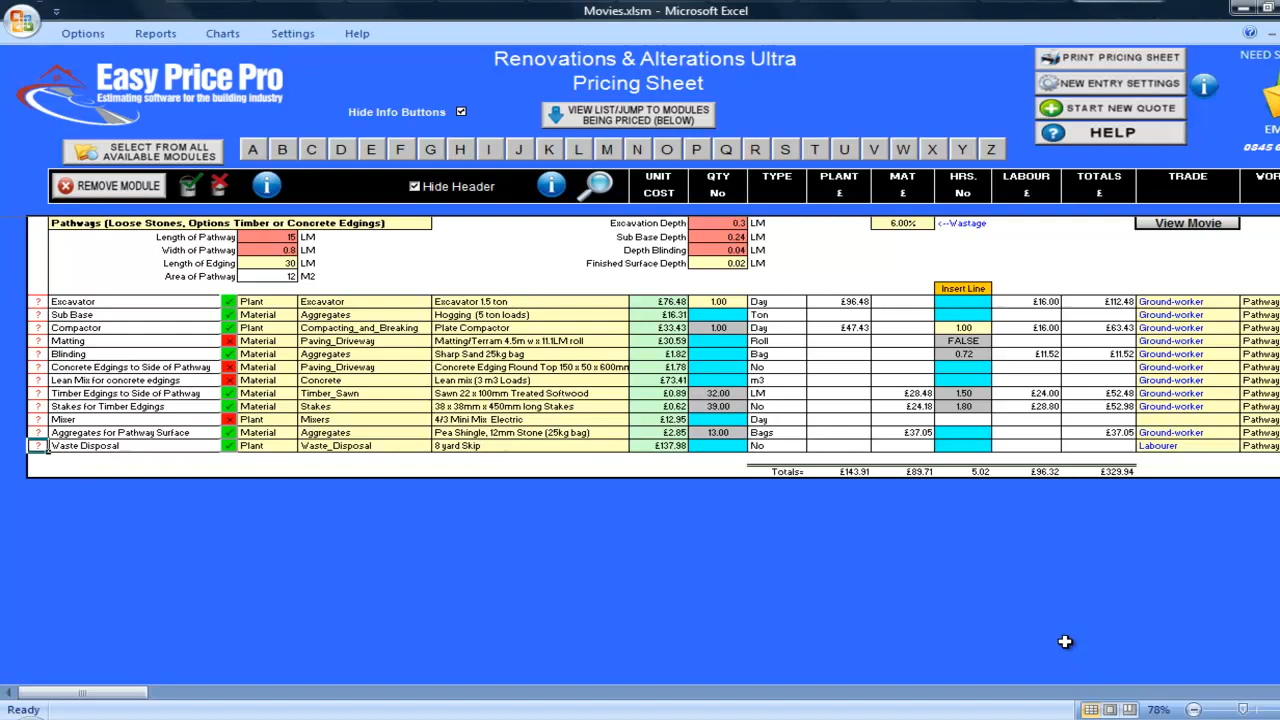 Movies.xlsm - Microsoft Excel
Options Reports Charts Settings Help
Easy Price Pro
Estimating software for the building industry
Renovations & Alterations Ultra
Pricing Sheet
Hide Info Buttons
VIEW LIST/JUMP TO MODULES
BEING PRICED (BELOW)
PRINT PRICING SHEET
NEW ENTRY SETTINGS
START NEW QUOTE
HELP
NEED S
EM
0845 6
SELECT FROM ALL
AVAILABLE MODULES
A B C D E F G H I J K L M N O P Q R S T U V W X Y Z
REMOVE MODULE Hide Header UNIT COST QTY No TYPE PLANT £ MAT £ HRS. No LABOUR £ TOTALS £ TRADE WOR
Pathways (Loose Stones, Options Timber or Concrete Edgings) Excavation Depth 0.3 LM 6.00% <--Wastage View Movie
Length of Pathway 15 LM Sub Base Depth 0.24 LM
Width of Pathway 0.8 LM Depth Blinding 0.04 LM
Length of Edging 30 LM Finished Surface Depth 0.02 LM
Area of Pathway 12 M2
Insert Line
? Excavator Plant Excavator Excavator 1.5 ton £76.48 1.00 Day £96.48 £16.00 £112.48 Ground-worker Pathway
? Sub Base Material Aggregates Hogging (5 ton loads) £16.31 Ton Ground-worker Pathway
? Compactor Plant Compacting_and_Breaking Plate Compactor £33.43 1.00 Day £47.43 1.00 £16.00 £63.43 Ground-worker Pathway
? Matting Material Paving_Driveway Matting/Terram 4.5m w x 11.1LM roll £30.59 Roll FALSE Ground-worker Pathway
? Blinding Material Aggregates Sharp Sand 25kg bag £1.82 Bag 0.72 £11.52 £11.52 Ground-worker Pathway
? Concrete Edgings to Side of Pathway Material Paving_Driveway Concrete Edging Round Top 150 x 50 x 600mm £1.78 No Ground-worker Pathway
? Lean Mix for concrete edgings Material Concrete Lean mix (3 m3 Loads) £73.41 m3 Ground-worker Pathway
? Timber Edgings to Side of Pathway Material Timber_Sawn Sawn 22 x 100mm Treated Softwood £0.89 32.00 LM £28.48 1.50 £24.00 £52.48 Ground-worker Pathway
? Stakes for Timber Edgings Material Stakes 38 x 38mm x 450mm long Stakes £0.62 39.00 No £24.18 1.80 £28.80 £52.98 Ground-worker Pathway
? Mixer Plant Mixers 4/3 Mini Mix Electric £12.95 Day Ground-worker Pathway
? Aggregates for Pathway Surface Material Aggregates Pea Shingle, 12mm Stone (25kg bag) £2.85 13.00 Bags £37.05 £37.05 Ground-worker Pathway
? Waste Disposal Plant Waste_Disposal 8 yard Skip £137.98 No Labourer Pathway
Totals= £143.91 £89.71 5.02 £96.32 £329.94
Ready 78%